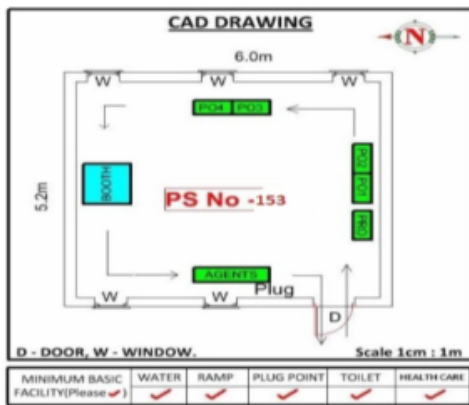 CAD DRAWING
N
6.0m
W W W
PO4 PO3
5.2m
BOOTH
PO2
PO1
PS No -153
PRO
AGENTS
Plug
W W
D
D - DOOR, W - WINDOW. Scale 1cm : 1m
MINIMUM BASIC FACILITY(Please ✓) WATER RAMP PLUG POINT TOILET HEALTH CARE
✓ ✓ ✓ ✓ ✓